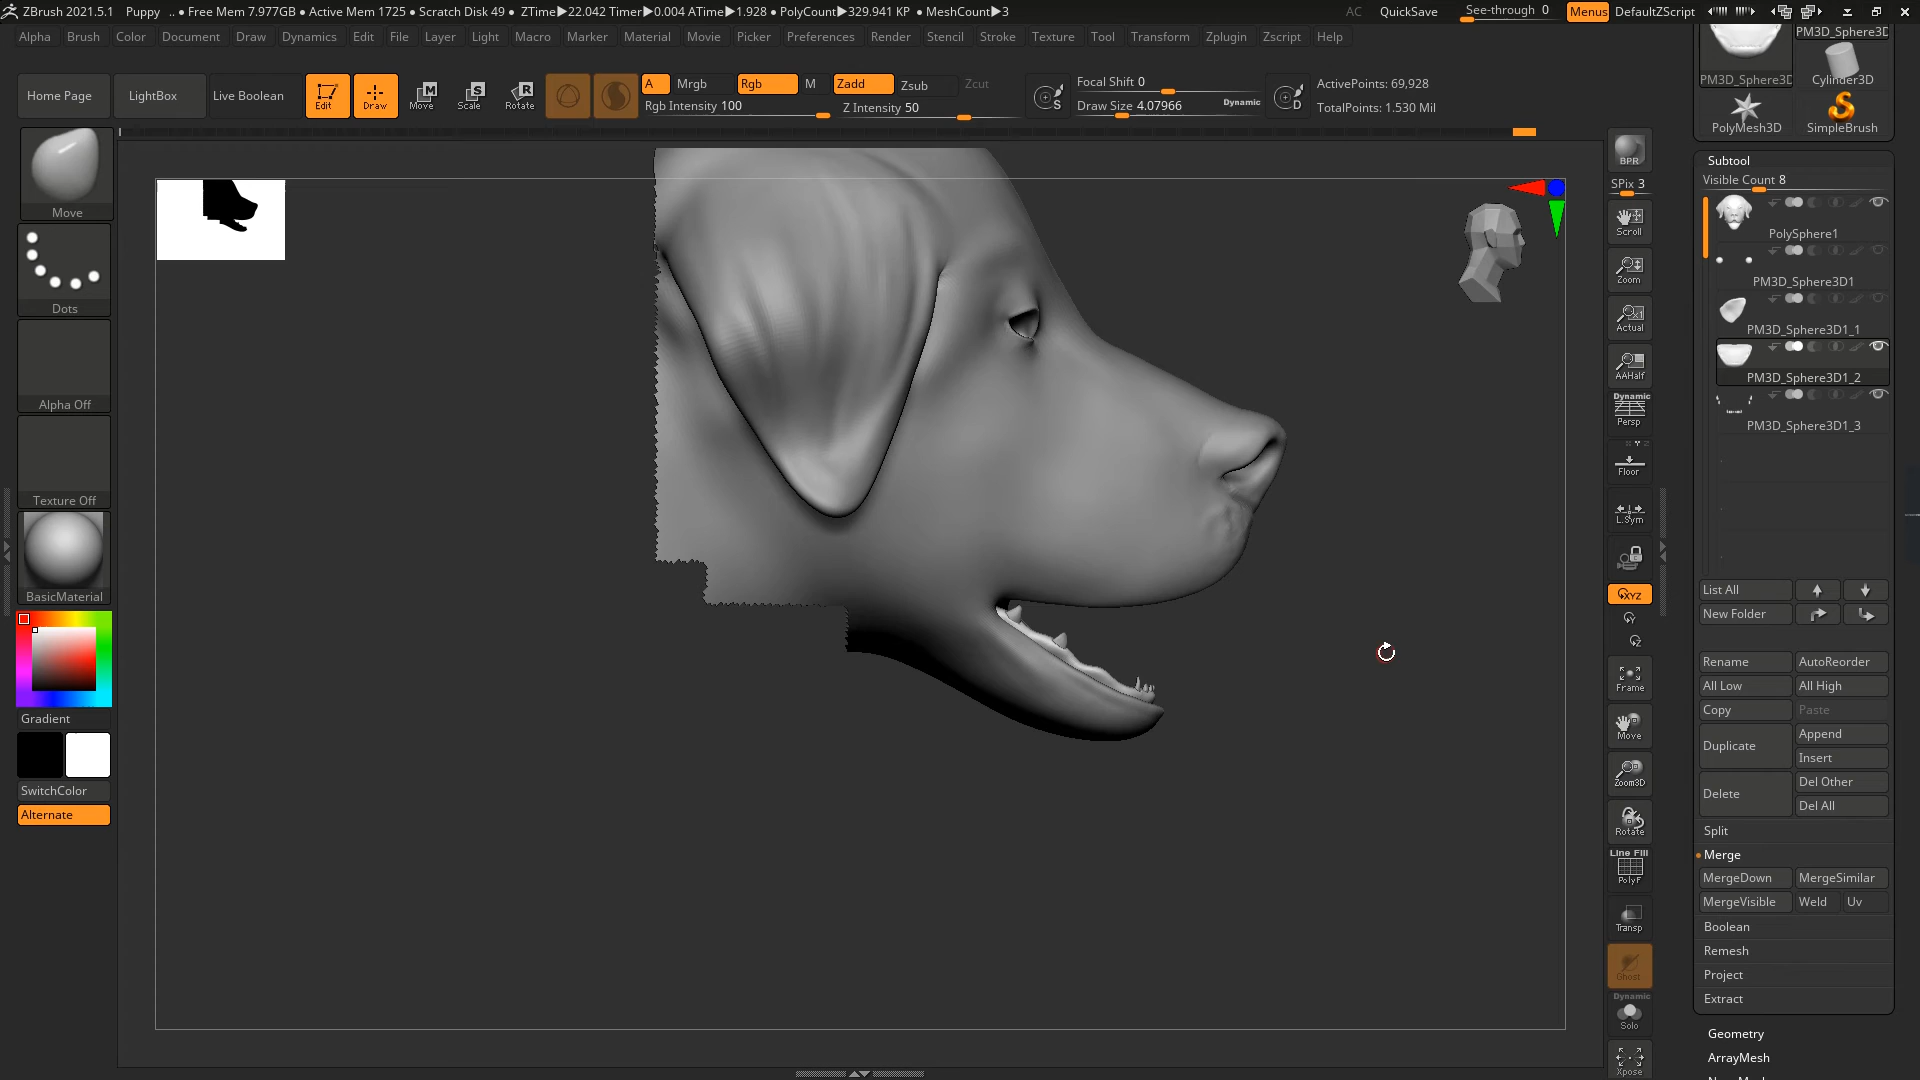 ZBrush 2021.5.1 Puppy .. ● Free Mem 7.977GB ● Active Mem 1725 ● Scratch Disk 49 ● ZTime▶22.042 Timer▶0.004 ATime▶1.928 ● PolyCount▶329.941 KP ● MeshCount▶3 AC QuickSave See-through 0 Menus DefaultZScript
Alpha Brush Color Document Draw Dynamics Edit File Layer Light Macro Marker Material Movie Picker Preferences Render Stencil Stroke Texture Tool Transform Zplugin Zscript Help
Home Page LightBox Live Boolean Edit Draw Move Scale Rotate
M S R
A Mrgb Rgb M Zadd Zsub Zcut
Rgb Intensity 100 Z Intensity 50
S Focal Shift 0
Draw Size 4.07966 Dynamic
D ActivePoints: 69,928
TotalPoints: 1.530 Mil
Move
Dots
Alpha Off
Texture Off
BasicMaterial
Gradient
SwitchColor
Alternate
BPR
SPix 3
Scroll
Zoom
Actual
AAHalf
Dynamic
Persp
Floor
L.Sym
XYZ
Y
Z
Frame
Move
Zoom3D
Rotate
Line Fill
PolyF
Transp
Ghost
Dynamic
Solo
Xpose
PM3D_Sphere3D
PM3D_Sphere3D Cylinder3D
PolyMesh3D SimpleBrush
Subtool
Visible Count 8
PolySphere1
PM3D_Sphere3D1
PM3D_Sphere3D1_1
PM3D_Sphere3D1_2
PM3D_Sphere3D1_3
List All
New Folder
Rename AutoReorder
All Low All High
Copy Paste
Duplicate Append
Insert
Delete Del Other
Del All
Split
Merge
MergeDown MergeSimilar
MergeVisible Weld Uv
Boolean
Remesh
Project
Extract
Geometry
ArrayMesh